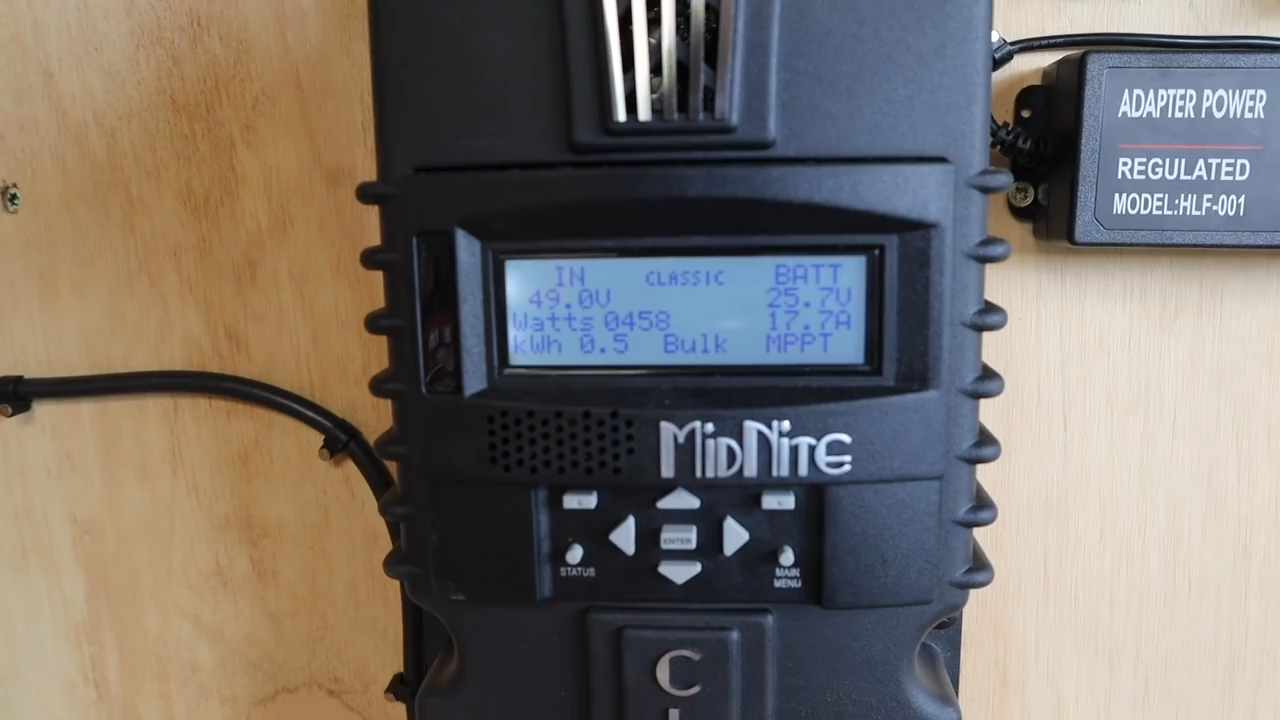 IN CLASSIC BATT
49.0V 25.7V
Watts 0458 17.7A
kWh 0.5 Bulk MPPT
MIDNITE
ENTER
STATUS
MAIN
MENU
C
ADAPTER POWER
REGULATED
MODEL:HLF-001